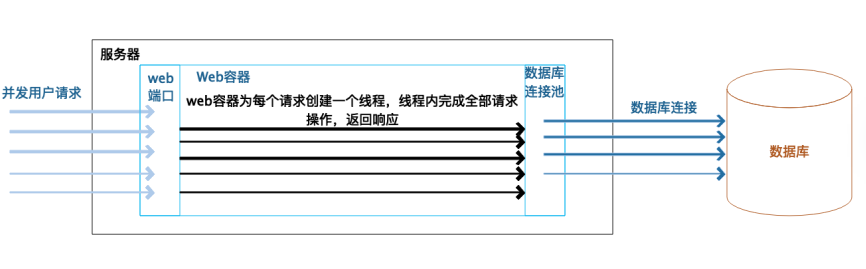 服务器
并发用户请求
web
端口
Web容器
web容器为每个请求创建一个线程，线程内完成全部请求
操作，返回响应
数据库
连接池
数据库连接
数据库